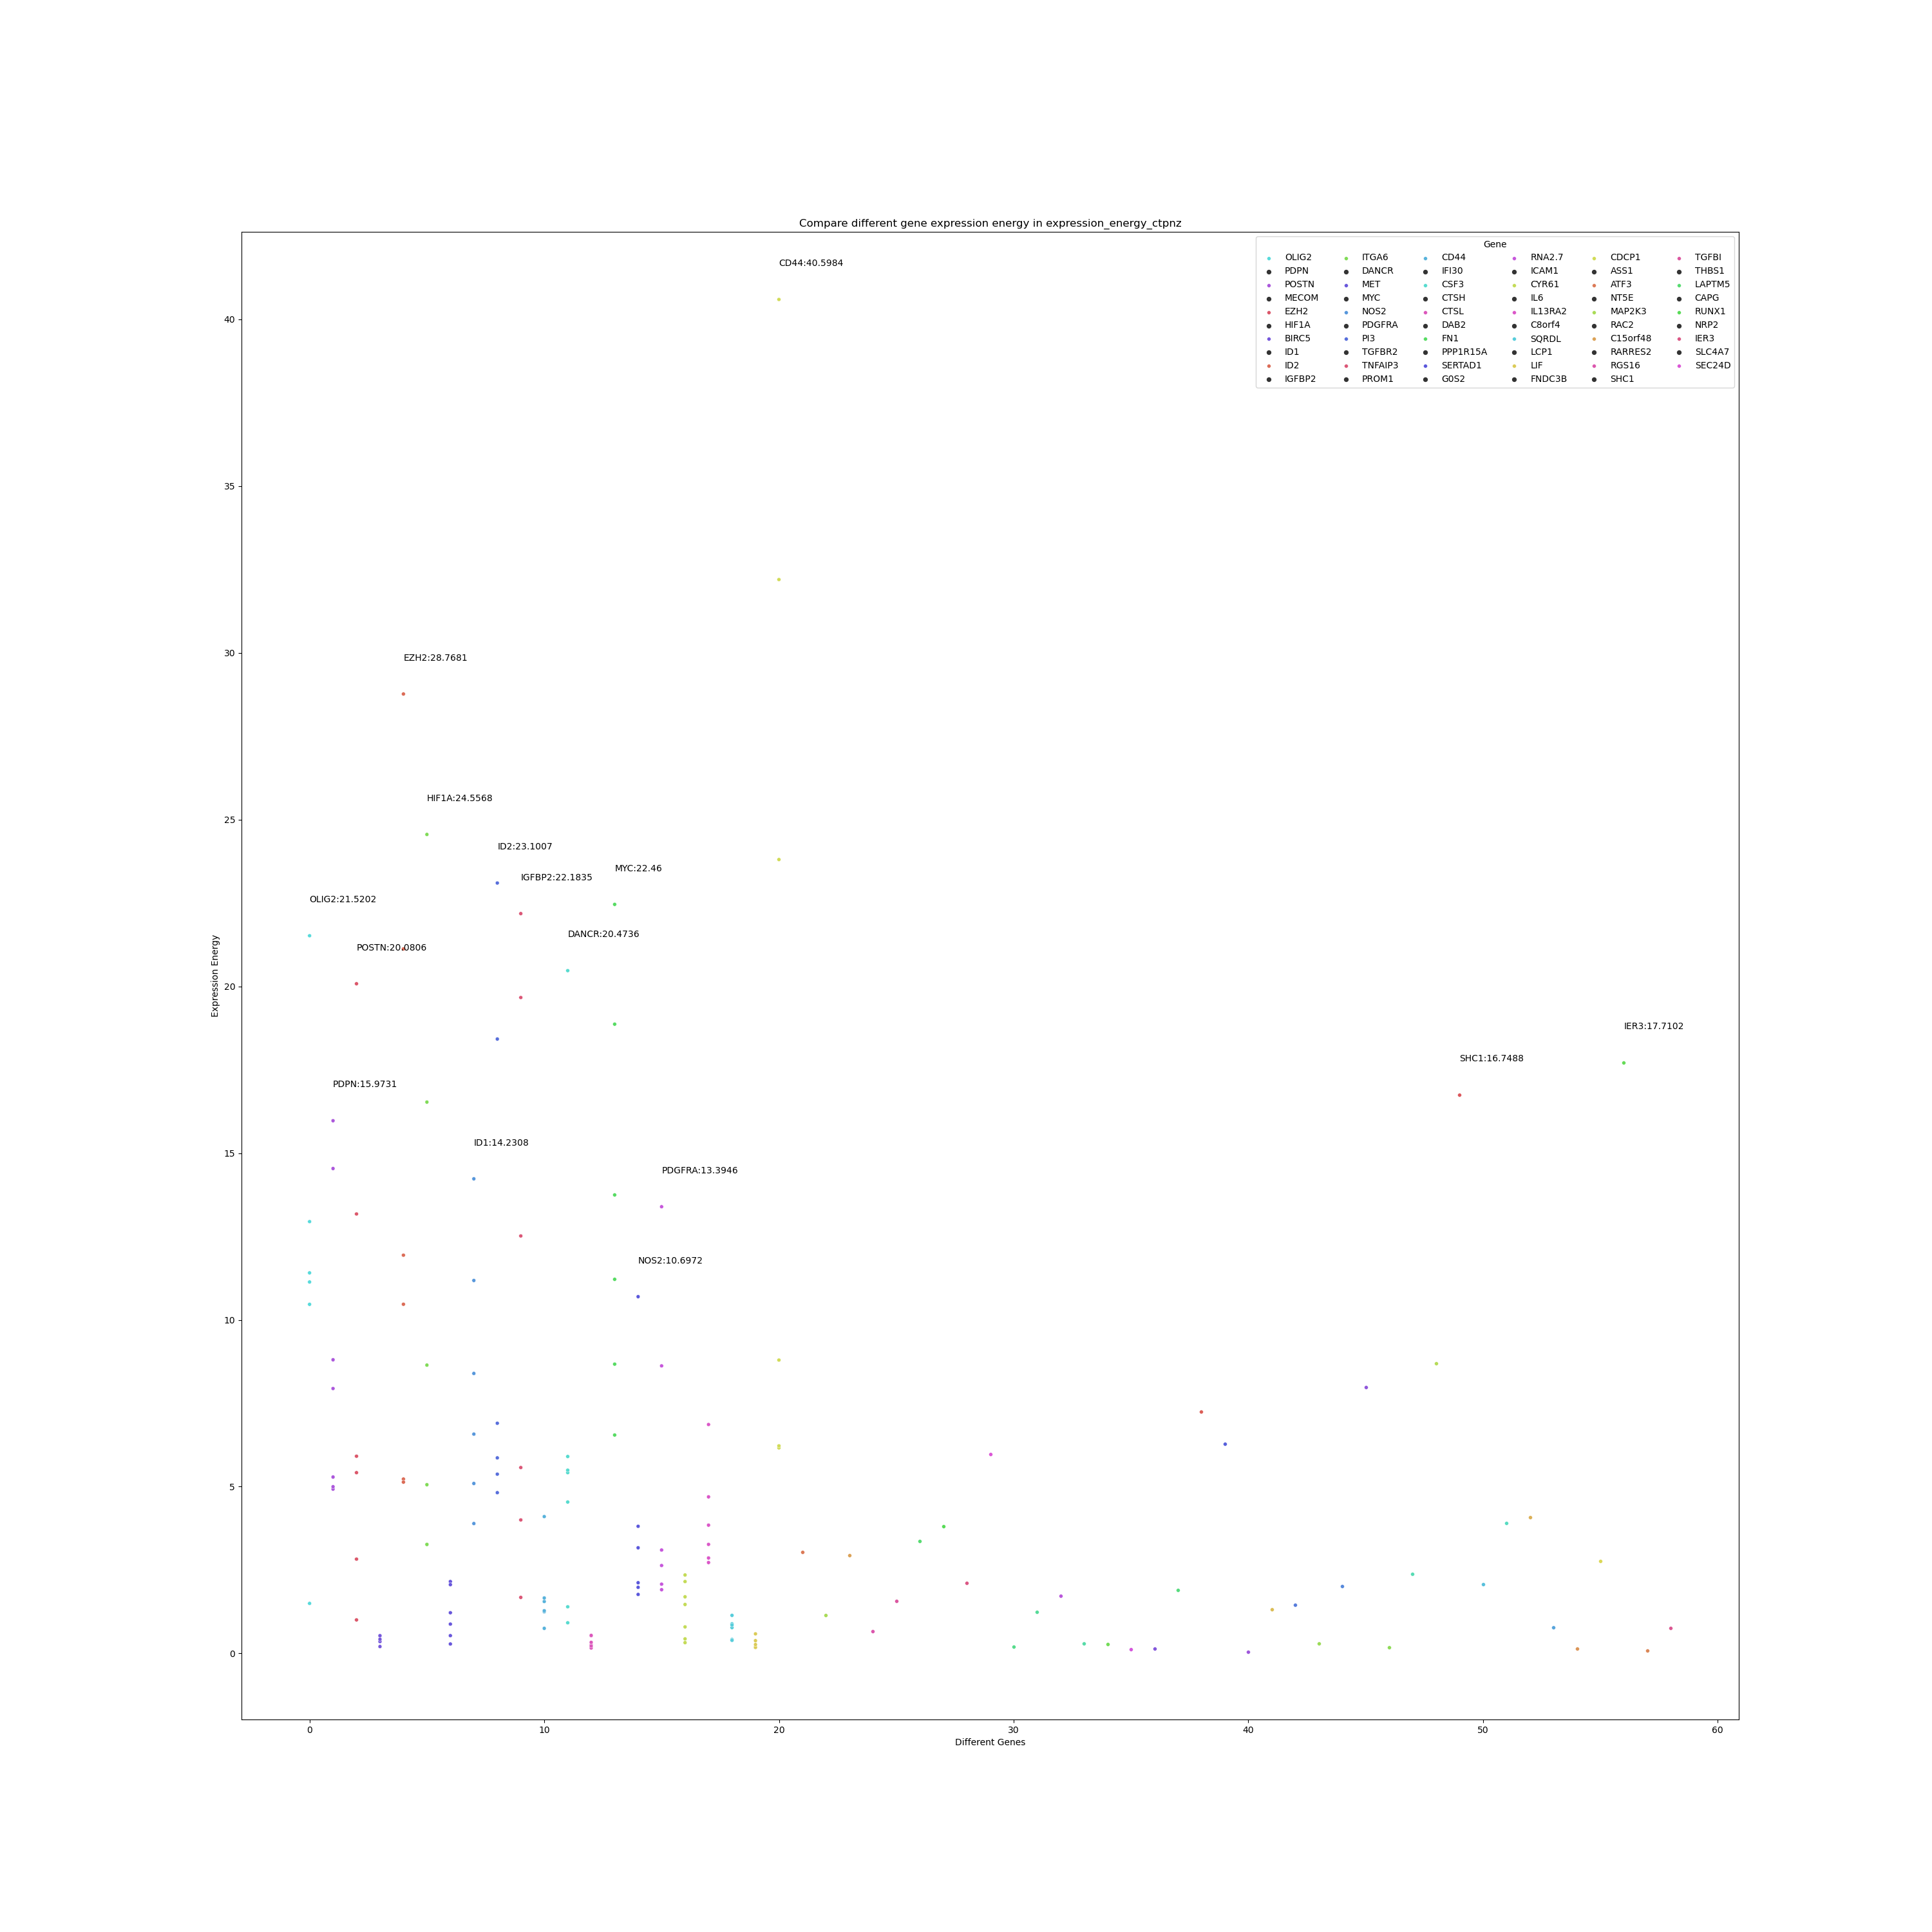 Compare different gene expression energy in expression_energy_ctpnz
Gene
OLIG2 ITGA6 CD44 RNA2.7 CDCP1 TGFBI
PDPN DANCR IFI30 ICAM1 ASS1 THBS1
POSTN MET CSF3 CYR61 ATF3 LAPTM5
MECOM MYC CTSH IL6 NT5E CAPG
EZH2 NOS2 CTSL IL13RA2 MAP2K3 RUNX1
HIF1A PDGFRA DAB2 C8orf4 RAC2 NRP2
BIRC5 PI3 FN1 SQRDL C15orf48 IER3
ID1 TGFBR2 PPP1R15A LCP1 RARRES2 SLC4A7
ID2 TNFAIP3 SERTAD1 LIF RGS16 SEC24D
IGFBP2 PROM1 G0S2 FNDC3B SHC1
CD44:40.5984
EZH2:28.7681
HIF1A:24.5568
ID2:23.1007
MYC:22.46
IGFBP2:22.1835
OLIG2:21.5202
DANCR:20.4736
POSTN:20.0806
IER3:17.7102
SHC1:16.7488
PDPN:15.9731
ID1:14.2308
PDGFRA:13.3946
NOS2:10.6972
40
35
30
25
20
15
10
5
0
Expression Energy
0 10 20 30 40 50 60
Different Genes